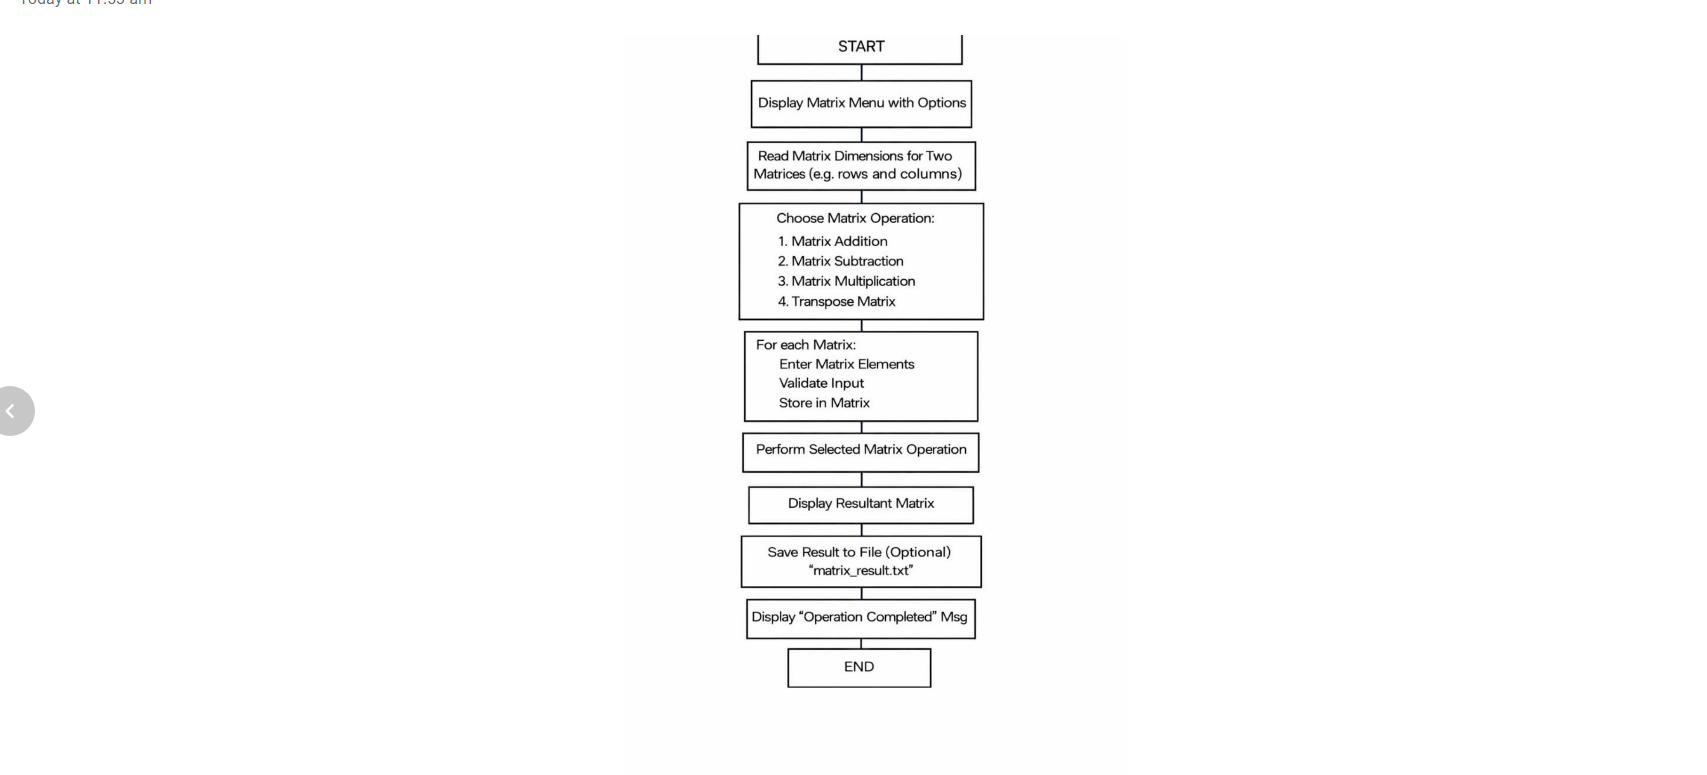 START
Display Matrix Menu with Options
Read Matrix Dimensions for Two
Matrices (e.g. rows and columns)
Choose Matrix Operation:
1. Matrix Addition
2. Matrix Subtraction
3. Matrix Multiplication
4. Transpose Matrix
For each Matrix:
Enter Matrix Elements
Validate Input
Store in Matrix
Perform Selected Matrix Operation
Display Resultant Matrix
Save Result to File (Optional)
“matrix_result.txt”
Display “Operation Completed” Msg
END